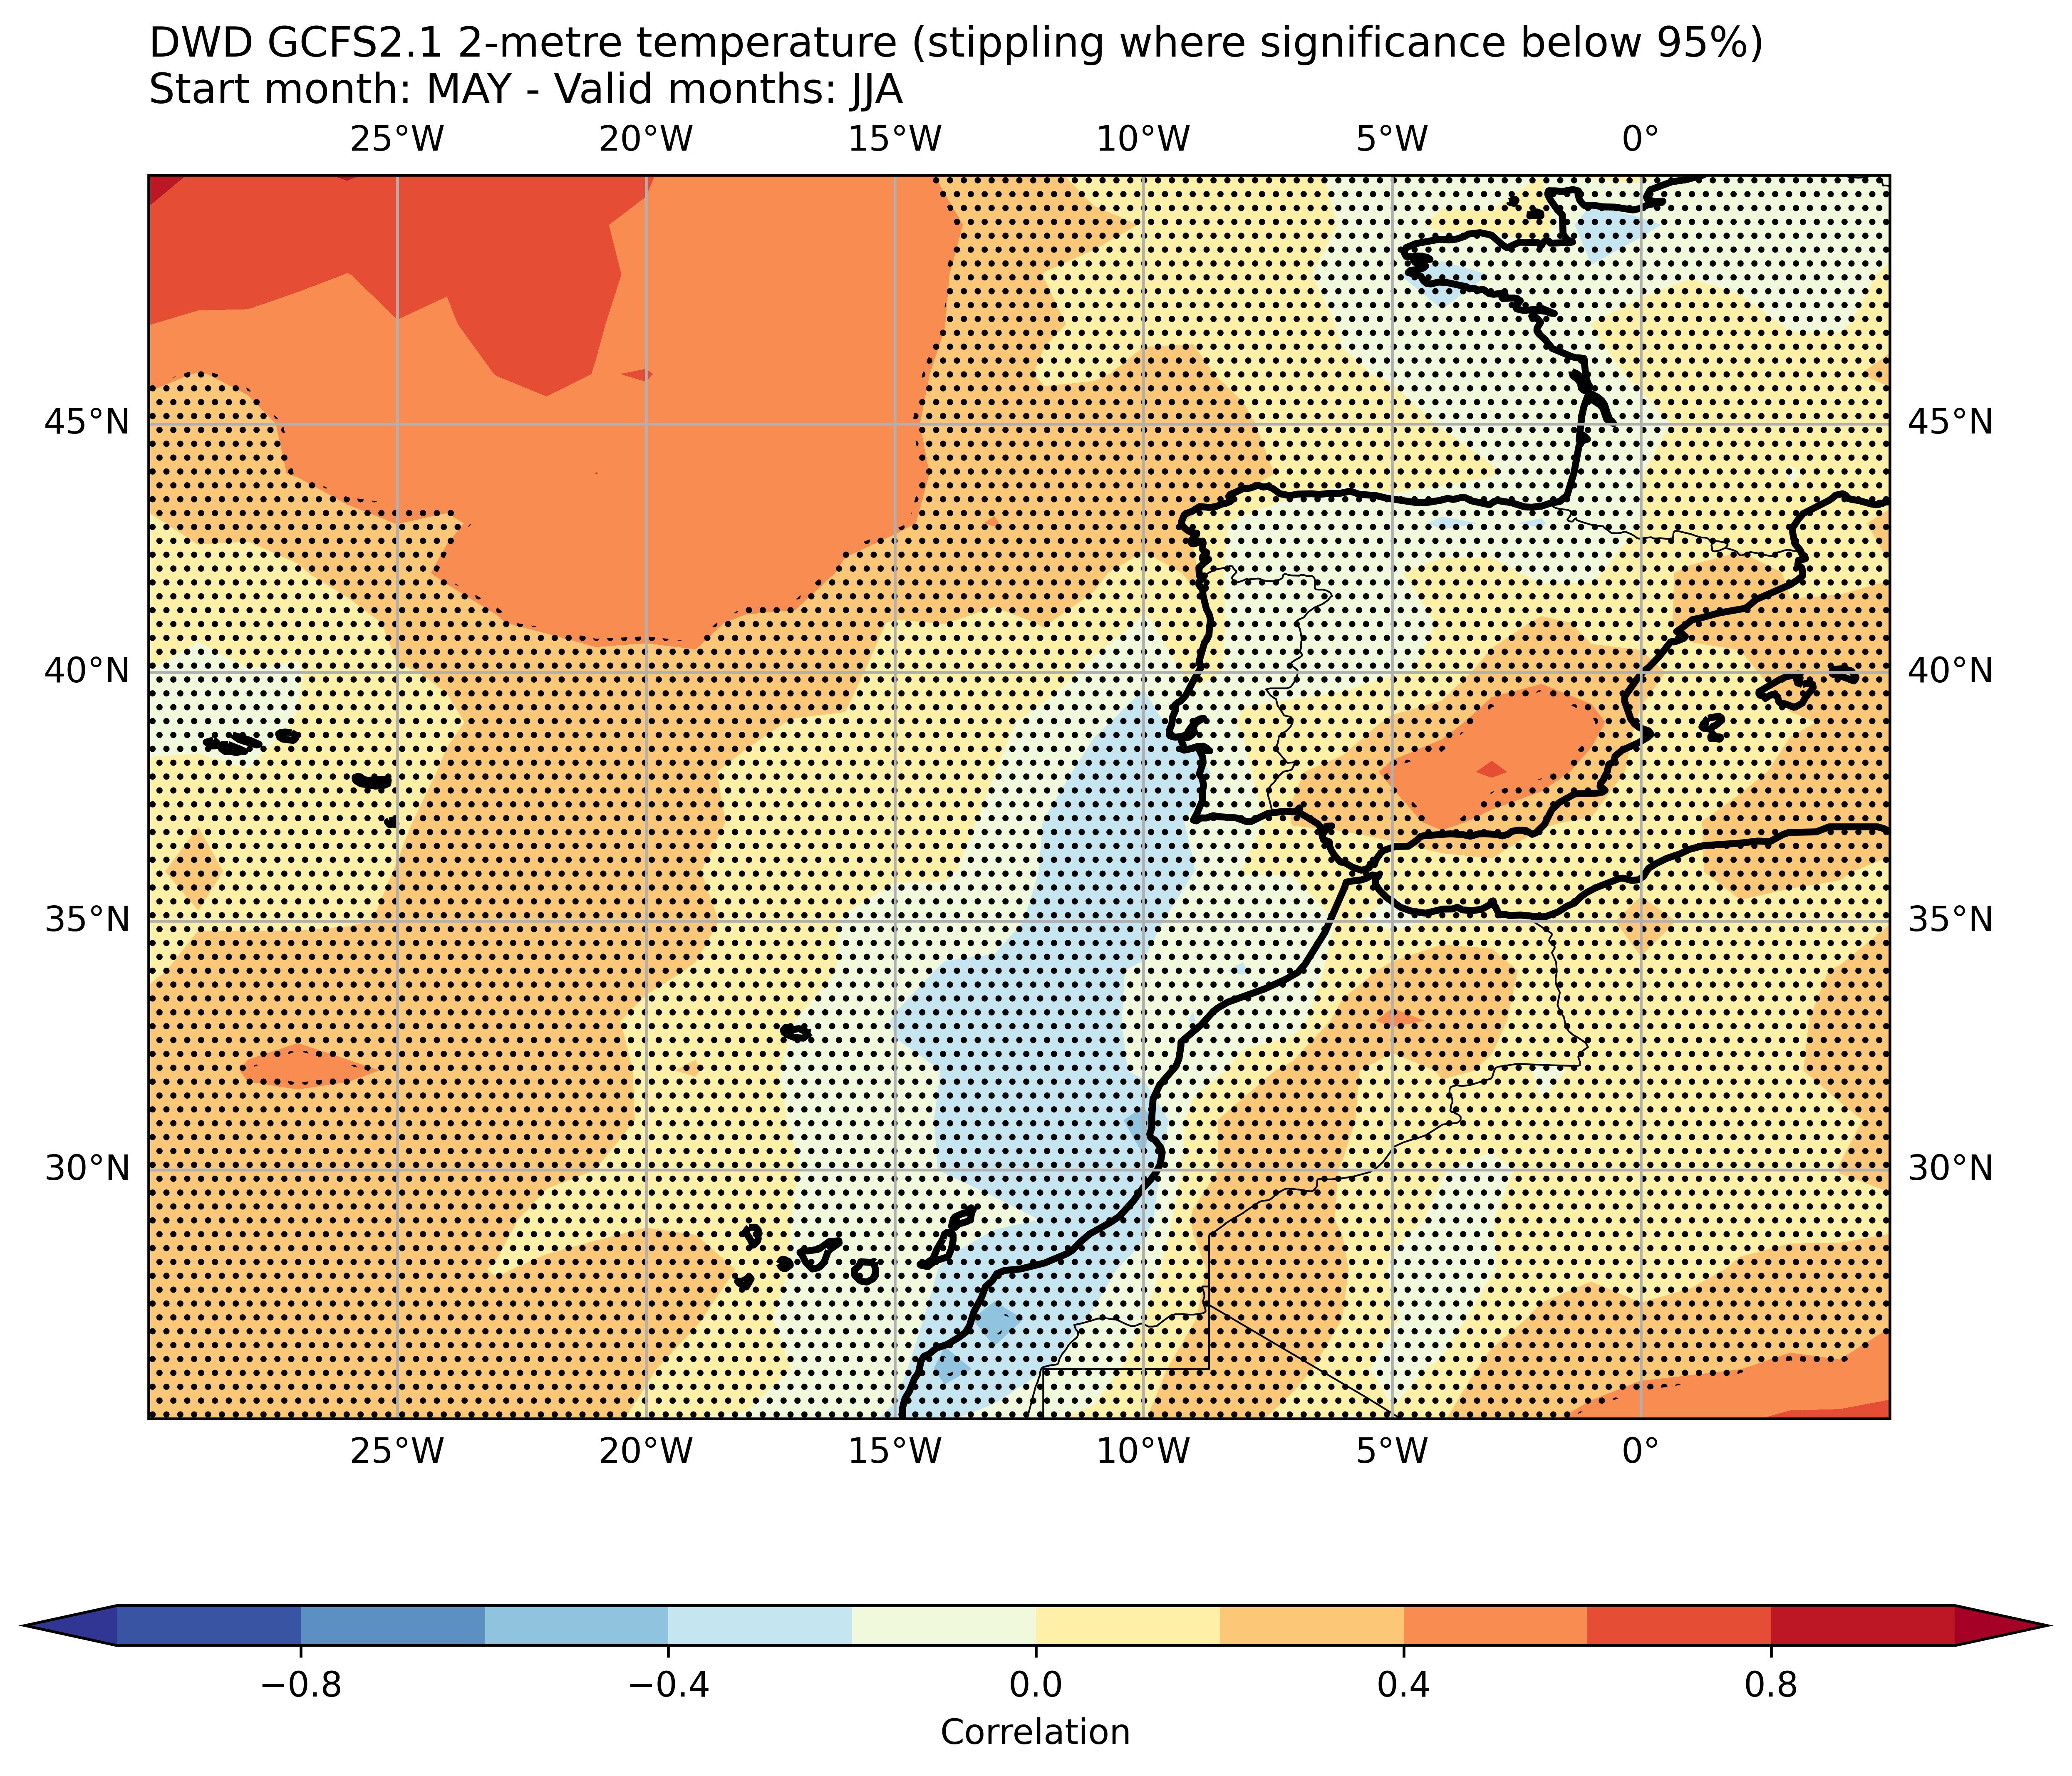 DWD GCFS2.1 2-metre temperature (stippling where significance below 95%)
Start month: MAY - Valid months: JJA
25°W 20°W 15°W 10°W 5°W 0°
45°N 45°N
40°N 40°N
35°N 35°N
30°N 30°N
25°W 20°W 15°W 10°W 5°W 0°
−0.8 −0.4 0.0 0.4 0.8
Correlation